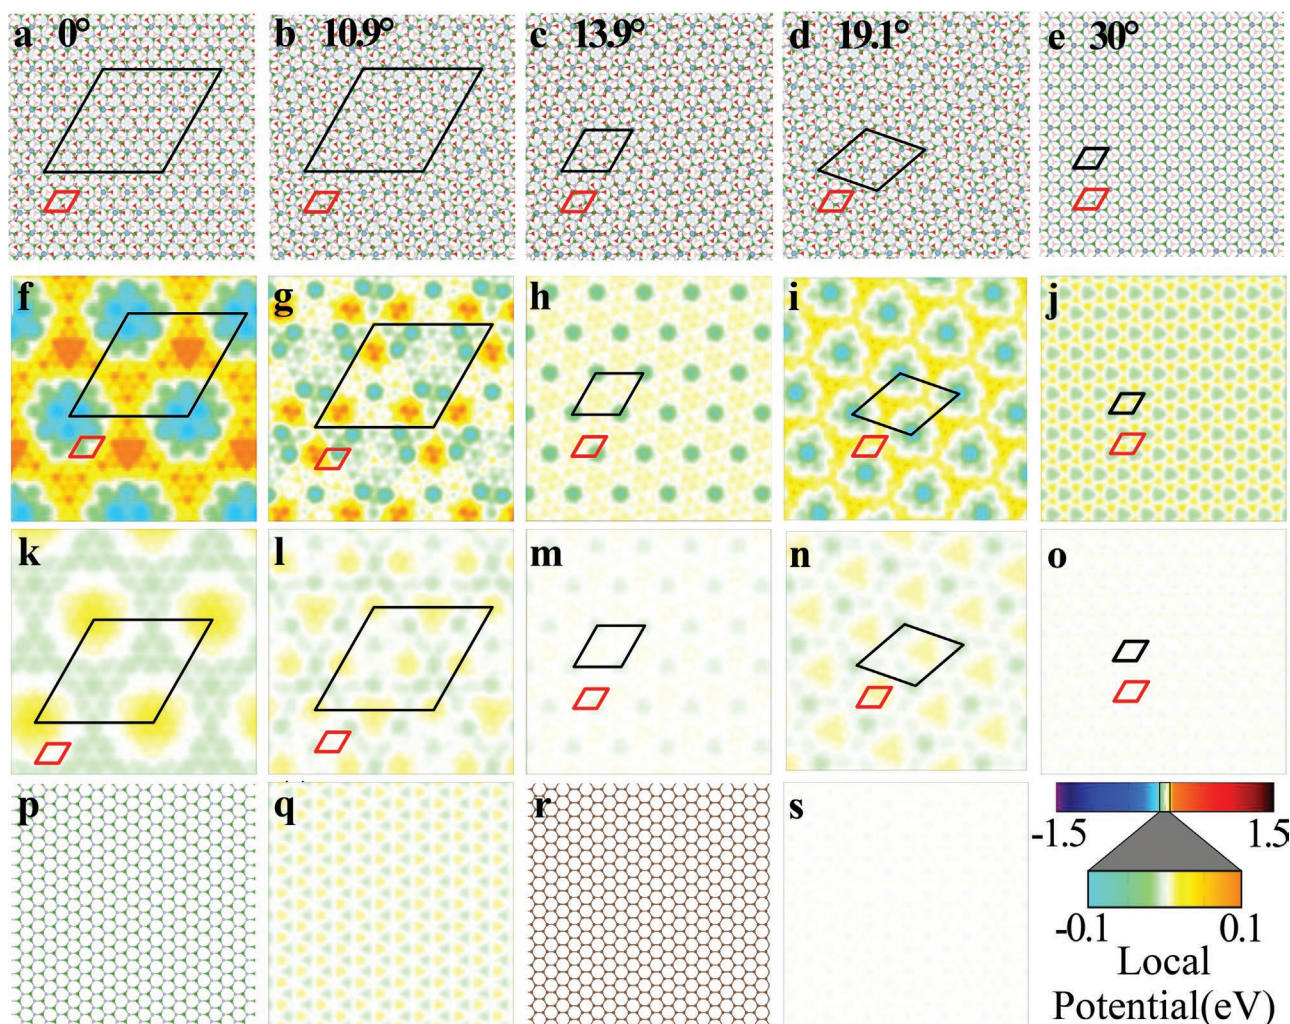 a 0°
b 10.9°
c 13.9°
d 19.1°
e 30°
f
g
h
i
j
k
l
m
n
o
p
q
r
s
-1.5 1.5
-0.1 0.1
Local
Potential(eV)